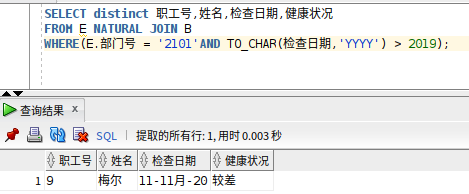 SELECT distinct 职工号,姓名,检查日期,健康状况
FROM E NATURAL JOIN B
WHERE(E.部门号 = '2101'AND TO_CHAR(检查日期,'YYYY') > 2019);
查询结果 x
SQL | 提取的所有行: 1, 用时 0.003 秒
职工号 姓名 检查日期 健康状况
1 9 梅尔 11-11月-20 较差